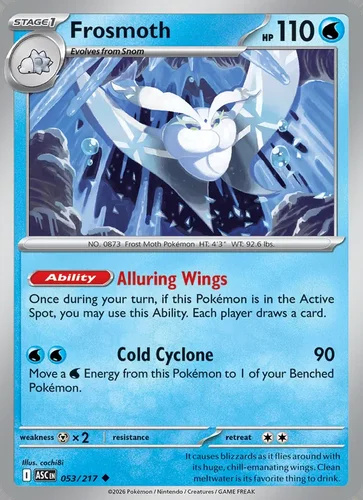 STAGE 1 Frosmoth HP 110
Evolves from Snom
NO. 0873 Frost Moth Pokémon HT: 4'3" WT: 92.6 lbs.
Ability Alluring Wings
Once during your turn, if this Pokémon is in the Active
Spot, you may use this Ability. Each player draws a card.
Cold Cyclone 90
Move a Energy from this Pokémon to 1 of your Benched
Pokémon.
weakness ×2 resistance retreat
Illus. cochi8i
I ASC EN 053/217
It causes blizzards as it flies around with
its huge, chill-emanating wings. Clean
meltwater is its favorite thing to drink.
©2026 Pokémon / Nintendo / Creatures / GAME FREAK